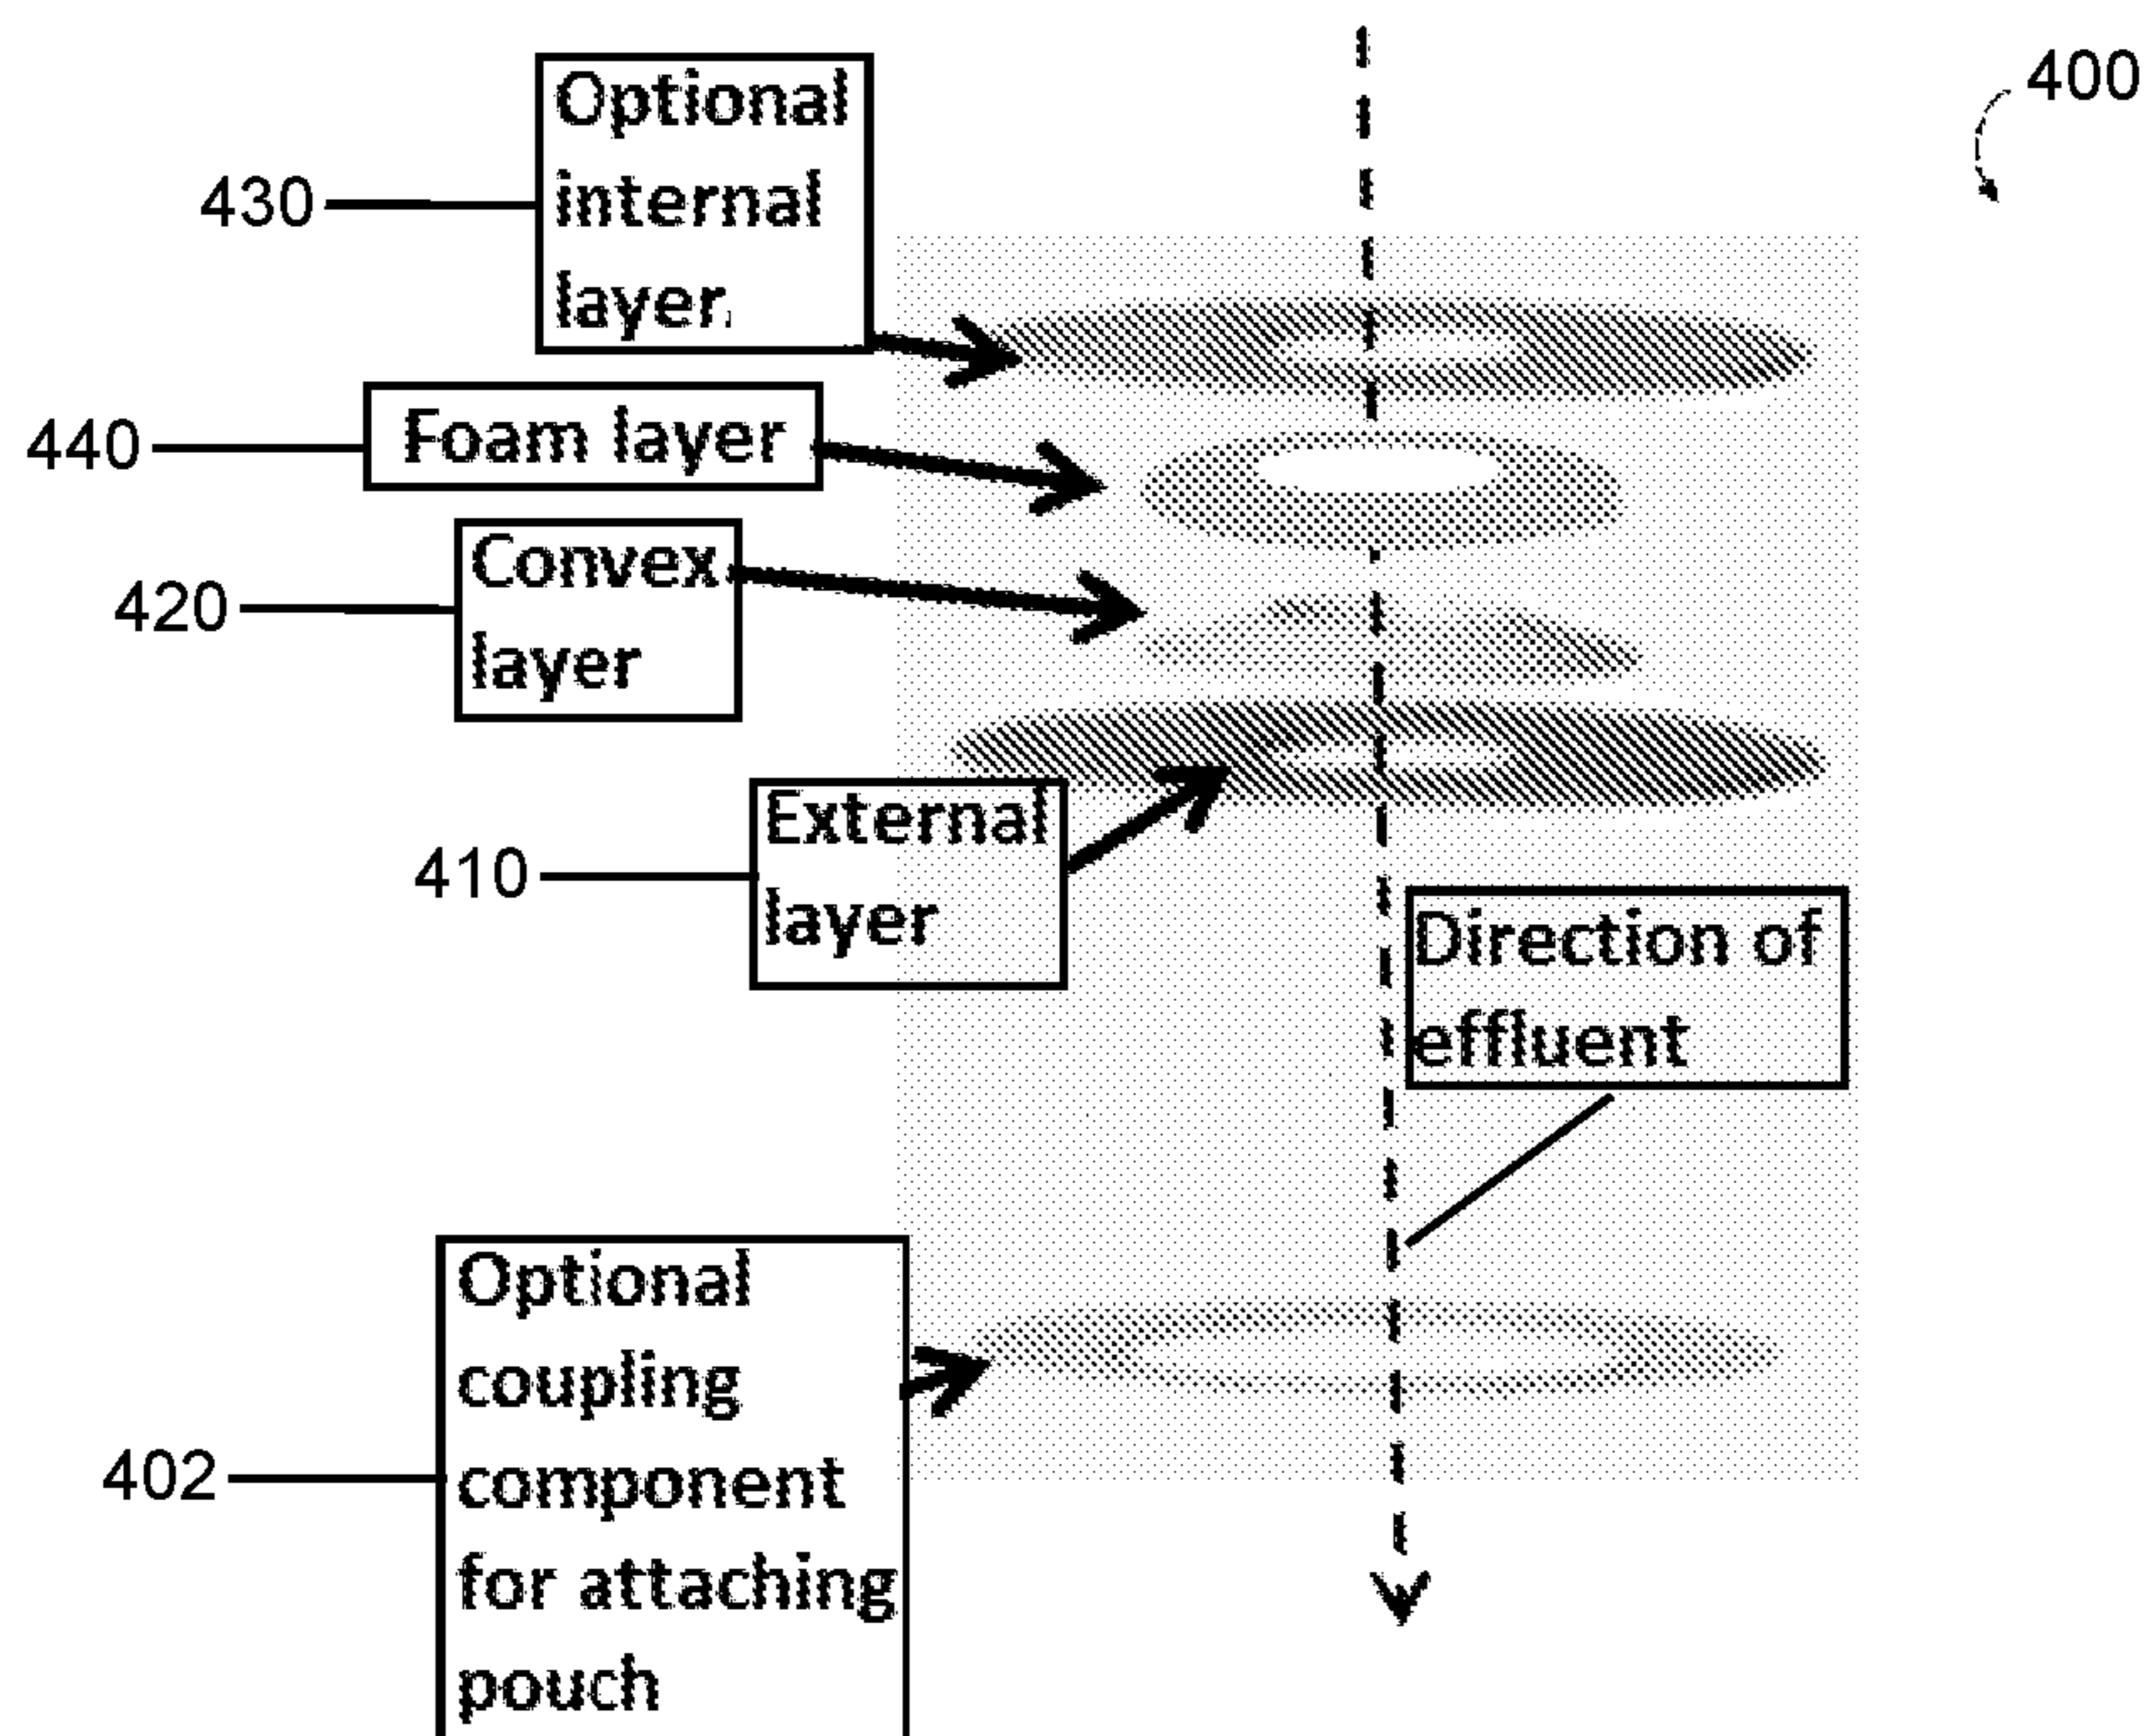 400
Optional
internal
layer.
430
Foam layer
440
Convex
layer
420
External
layer
410
Direction of
effluent
Optional
coupling
component
for attaching
pouch
402